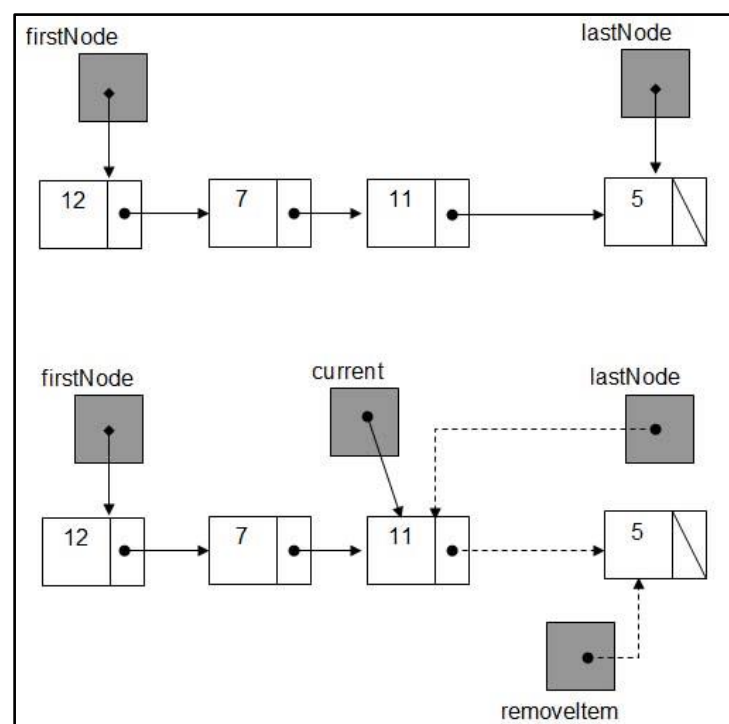 firstNode
lastNode
12
7
11
5
firstNode
current
lastNode
12
7
11
5
removeItem